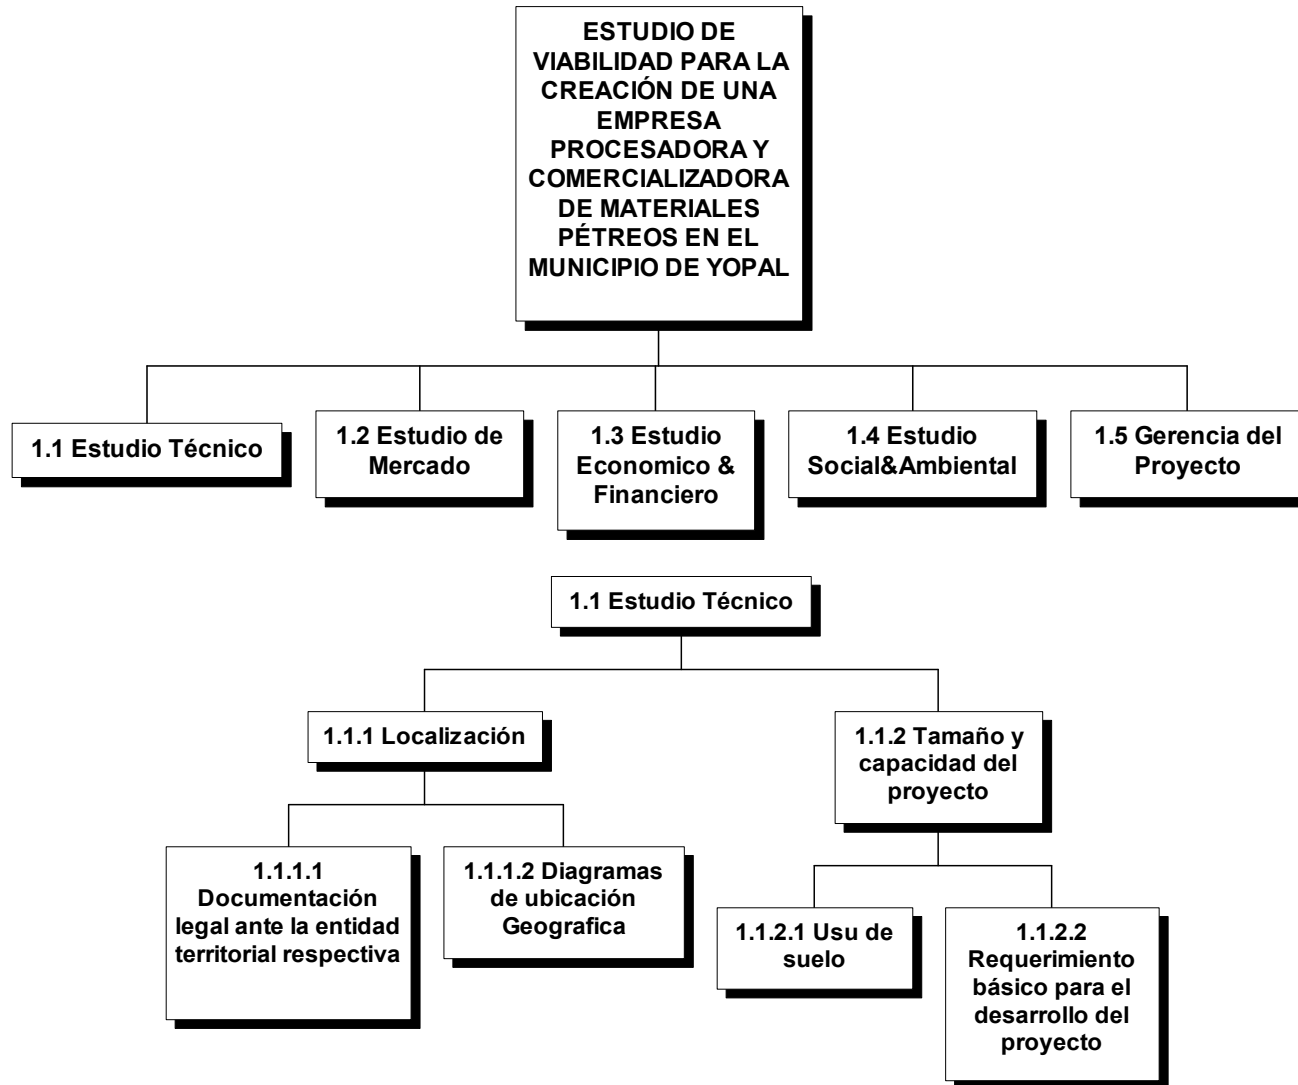 ESTUDIO DE
VIABILIDAD PARA LA
CREACIÓN DE UNA
EMPRESA
PROCESADORA Y
COMERCIALIZADORA
DE MATERIALES
PÉTREOS EN EL
MUNICIPIO DE YOPAL
1.1 Estudio Técnico
1.2 Estudio de
Mercado
1.3 Estudio
Economico &
Financiero
1.4 Estudio
Social&Ambiental
1.5 Gerencia del
Proyecto
1.1 Estudio Técnico
1.1.1 Localización
1.1.2 Tamaño y
capacidad del
proyecto
1.1.1.1
Documentación
legal ante la entidad
territorial respectiva
1.1.1.2 Diagramas
de ubicación
Geografica
1.1.2.1 Usu de
suelo
1.1.2.2
Requerimiento
básico para el
desarrollo del
proyecto